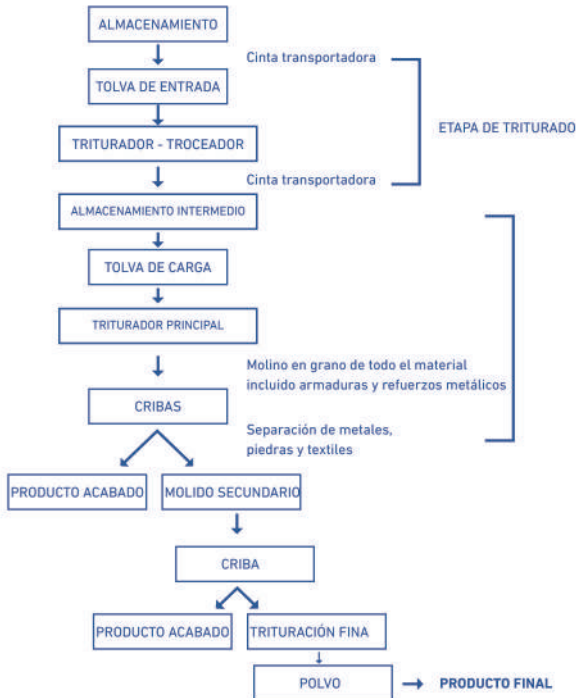 ALMACENAMIENTO
Cinta transportadora
TOLVA DE ENTRADA
ETAPA DE TRITURADO
TRITURADOR - TROCEADOR
Cinta transportadora
ALMACENAMIENTO INTERMEDIO
TOLVA DE CARGA
TRITURADOR PRINCIPAL
Molino en grano de todo el material
incluido armaduras y refuerzos metálicos
CRIBAS
Separación de metales,
piedras y textiles
PRODUCTO ACABADO
MOLIDO SECUNDARIO
CRIBA
PRODUCTO ACABADO
TRITURACIÓN FINA
POLVO
PRODUCTO FINAL